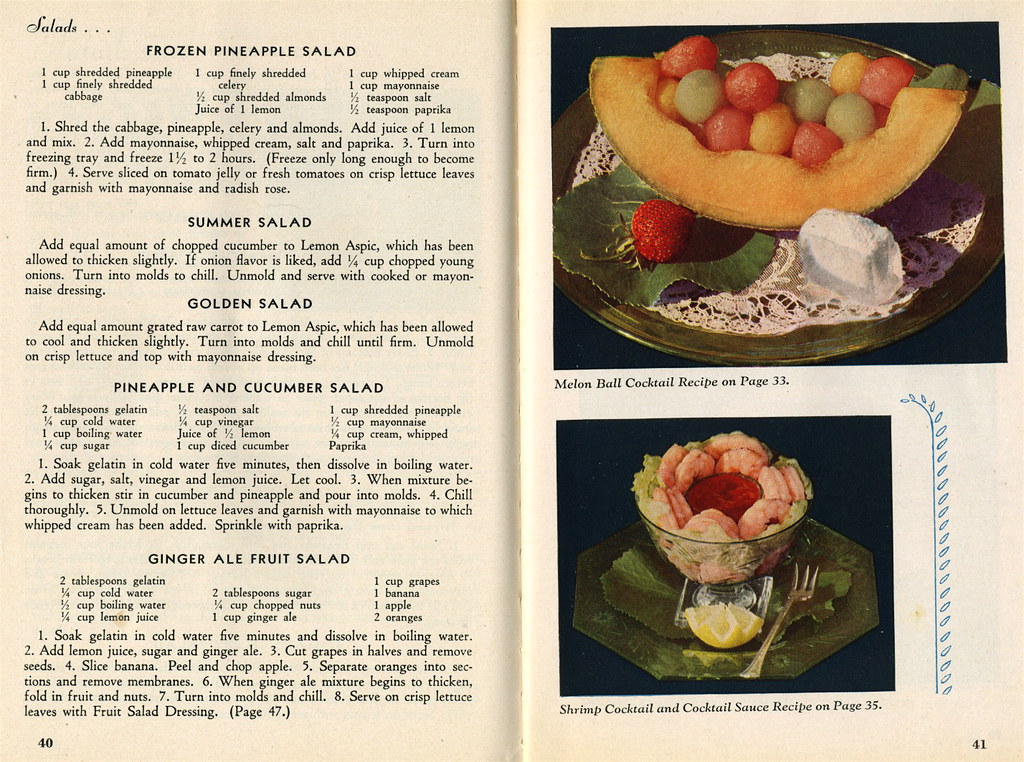 Salads . . .
FROZEN PINEAPPLE SALAD
1 cup shredded pineapple
1 cup finely shredded
cabbage
1 cup finely shredded
celery
½ cup shredded almonds
Juice of 1 lemon
1 cup whipped cream
1 cup mayonnaise
½ teaspoon salt
½ teaspoon paprika
1. Shred the cabbage, pineapple, celery and almonds. Add juice of 1 lemon
and mix. 2. Add mayonnaise, whipped cream, salt and paprika. 3. Turn into
freezing tray and freeze 1½ to 2 hours. (Freeze only long enough to become
firm.) 4. Serve sliced on tomato jelly or fresh tomatoes on crisp lettuce leaves
and garnish with mayonnaise and radish rose.
SUMMER SALAD
Add equal amount of chopped cucumber to Lemon Aspic, which has been
allowed to thicken slightly. If onion flavor is liked, add ¼ cup chopped young
onions. Turn into molds to chill. Unmold and serve with cooked or mayon-
naise dressing.
GOLDEN SALAD
Add equal amount grated raw carrot to Lemon Aspic, which has been allowed
to cool and thicken slightly. Turn into molds and chill until firm. Unmold
on crisp lettuce and top with mayonnaise dressing.
PINEAPPLE AND CUCUMBER SALAD
2 tablespoons gelatin
¼ cup cold water
1 cup boiling water
¼ cup sugar
½ teaspoon salt
¼ cup vinegar
Juice of ½ lemon
1 cup diced cucumber
1 cup shredded pineapple
½ cup mayonnaise
¼ cup cream, whipped
Paprika
1. Soak gelatin in cold water five minutes, then dissolve in boiling water.
2. Add sugar, salt, vinegar and lemon juice. Let cool. 3. When mixture be-
gins to thicken stir in cucumber and pineapple and pour into molds. 4. Chill
thoroughly. 5. Unmold on lettuce leaves and garnish with mayonnaise to which
whipped cream has been added. Sprinkle with paprika.
GINGER ALE FRUIT SALAD
2 tablespoons gelatin
¼ cup cold water
½ cup boiling water
¼ cup lemon juice
2 tablespoons sugar
¼ cup chopped nuts
1 cup ginger ale
1 cup grapes
1 banana
1 apple
2 oranges
1. Soak gelatin in cold water five minutes and dissolve in boiling water.
2. Add lemon juice, sugar and ginger ale. 3. Cut grapes in halves and remove
seeds. 4. Slice banana. Peel and chop apple. 5. Separate oranges into sec-
tions and remove membranes. 6. When ginger ale mixture begins to thicken,
fold in fruit and nuts. 7. Turn into molds and chill. 8. Serve on crisp lettuce
leaves with Fruit Salad Dressing. (Page 47.)
40
Melon Ball Cocktail Recipe on Page 33.
Shrimp Cocktail and Cocktail Sauce Recipe on Page 35.
41